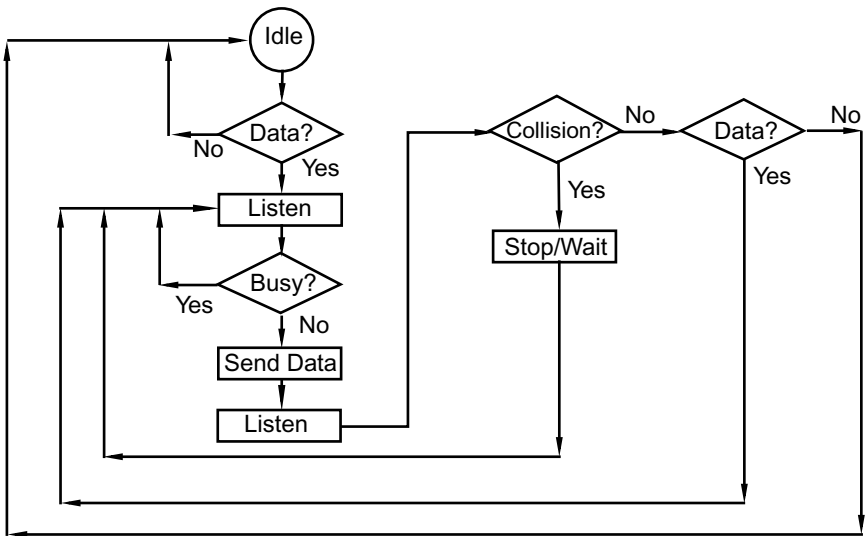 Idle
Data?
No
Yes
Listen
Busy?
Yes
No
Send Data
Listen
Collision?
No
Yes
Stop/Wait
Data?
No
Yes